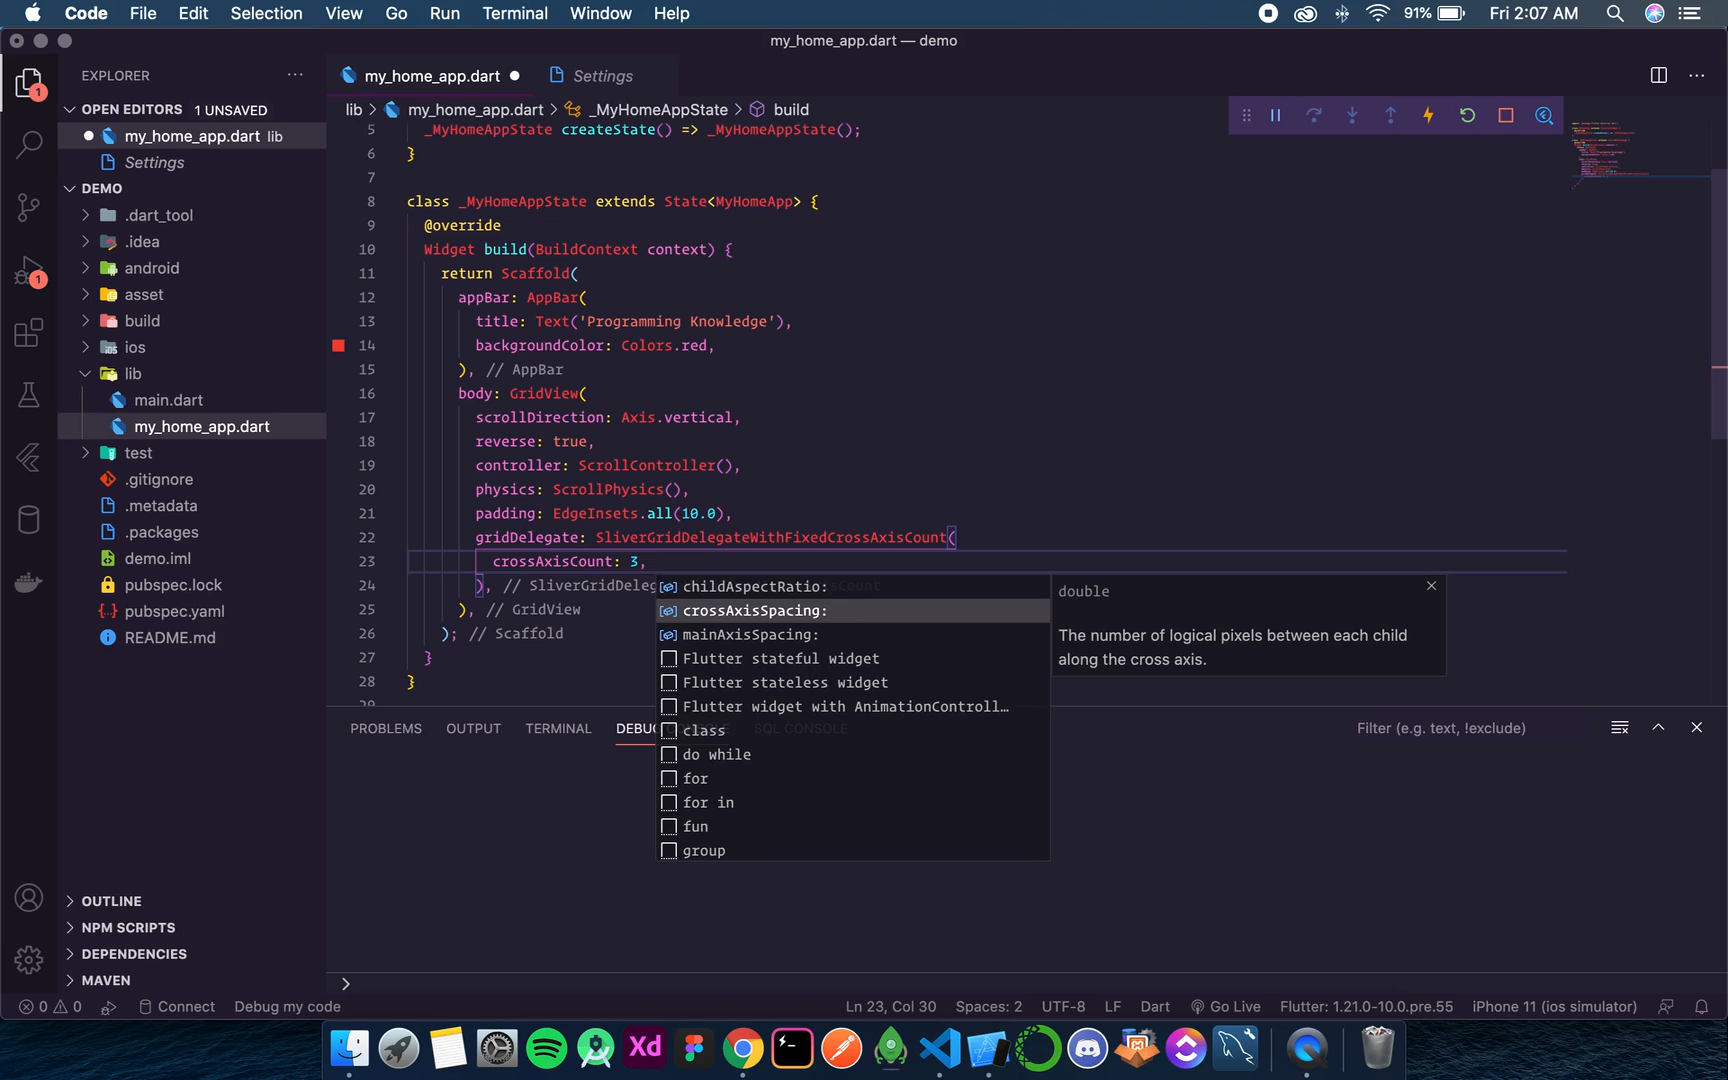 Code File Edit Selection View Go Run Terminal Window Help
91% Fri 2:07 AM
my_home_app.dart — demo
EXPLORER
OPEN EDITORS 1 UNSAVED
my_home_app.dart lib
Settings
DEMO
.dart_tool
.idea
android
asset
build
ios
lib
main.dart
my_home_app.dart
test
.gitignore
.metadata
.packages
demo.iml
pubspec.lock
pubspec.yaml
README.md
OUTLINE
NPM SCRIPTS
DEPENDENCIES
MAVEN
1
1
my_home_app.dart Settings
lib > my_home_app.dart > _MyHomeAppState > build
5 _MyHomeAppState createState() => _MyHomeAppState();
6 }
7
8 class _MyHomeAppState extends State<MyHomeApp> {
9 @override
10 Widget build(BuildContext context) {
11 return Scaffold(
12 appBar: AppBar(
13 title: Text('Programming Knowledge'),
14 backgroundColor: Colors.red,
15 ), // AppBar
16 body: GridView(
17 scrollDirection: Axis.vertical,
18 reverse: true,
19 controller: ScrollController(),
20 physics: ScrollPhysics(),
21 padding: EdgeInsets.all(10.0),
22 gridDelegate: SliverGridDelegateWithFixedCrossAxisCount(
23 crossAxisCount: 3,
24 ), // SliverGridDeleg
25 ), // GridView
26 ); // Scaffold
27 }
28 }
childAspectRatio:
crossAxisSpacing:
mainAxisSpacing:
Flutter stateful widget
Flutter stateless widget
Flutter widget with AnimationControll…
class
do while
for
for in
fun
group
double
The number of logical pixels between each child
along the cross axis.
PROBLEMS OUTPUT TERMINAL DEBUG SQL CONSOLE Filter (e.g. text, !exclude)
0 0 Connect Debug my code Ln 23, Col 30 Spaces: 2 UTF-8 LF Dart Go Live Flutter: 1.21.0-10.0.pre.55 iPhone 11 (ios simulator)
Xd